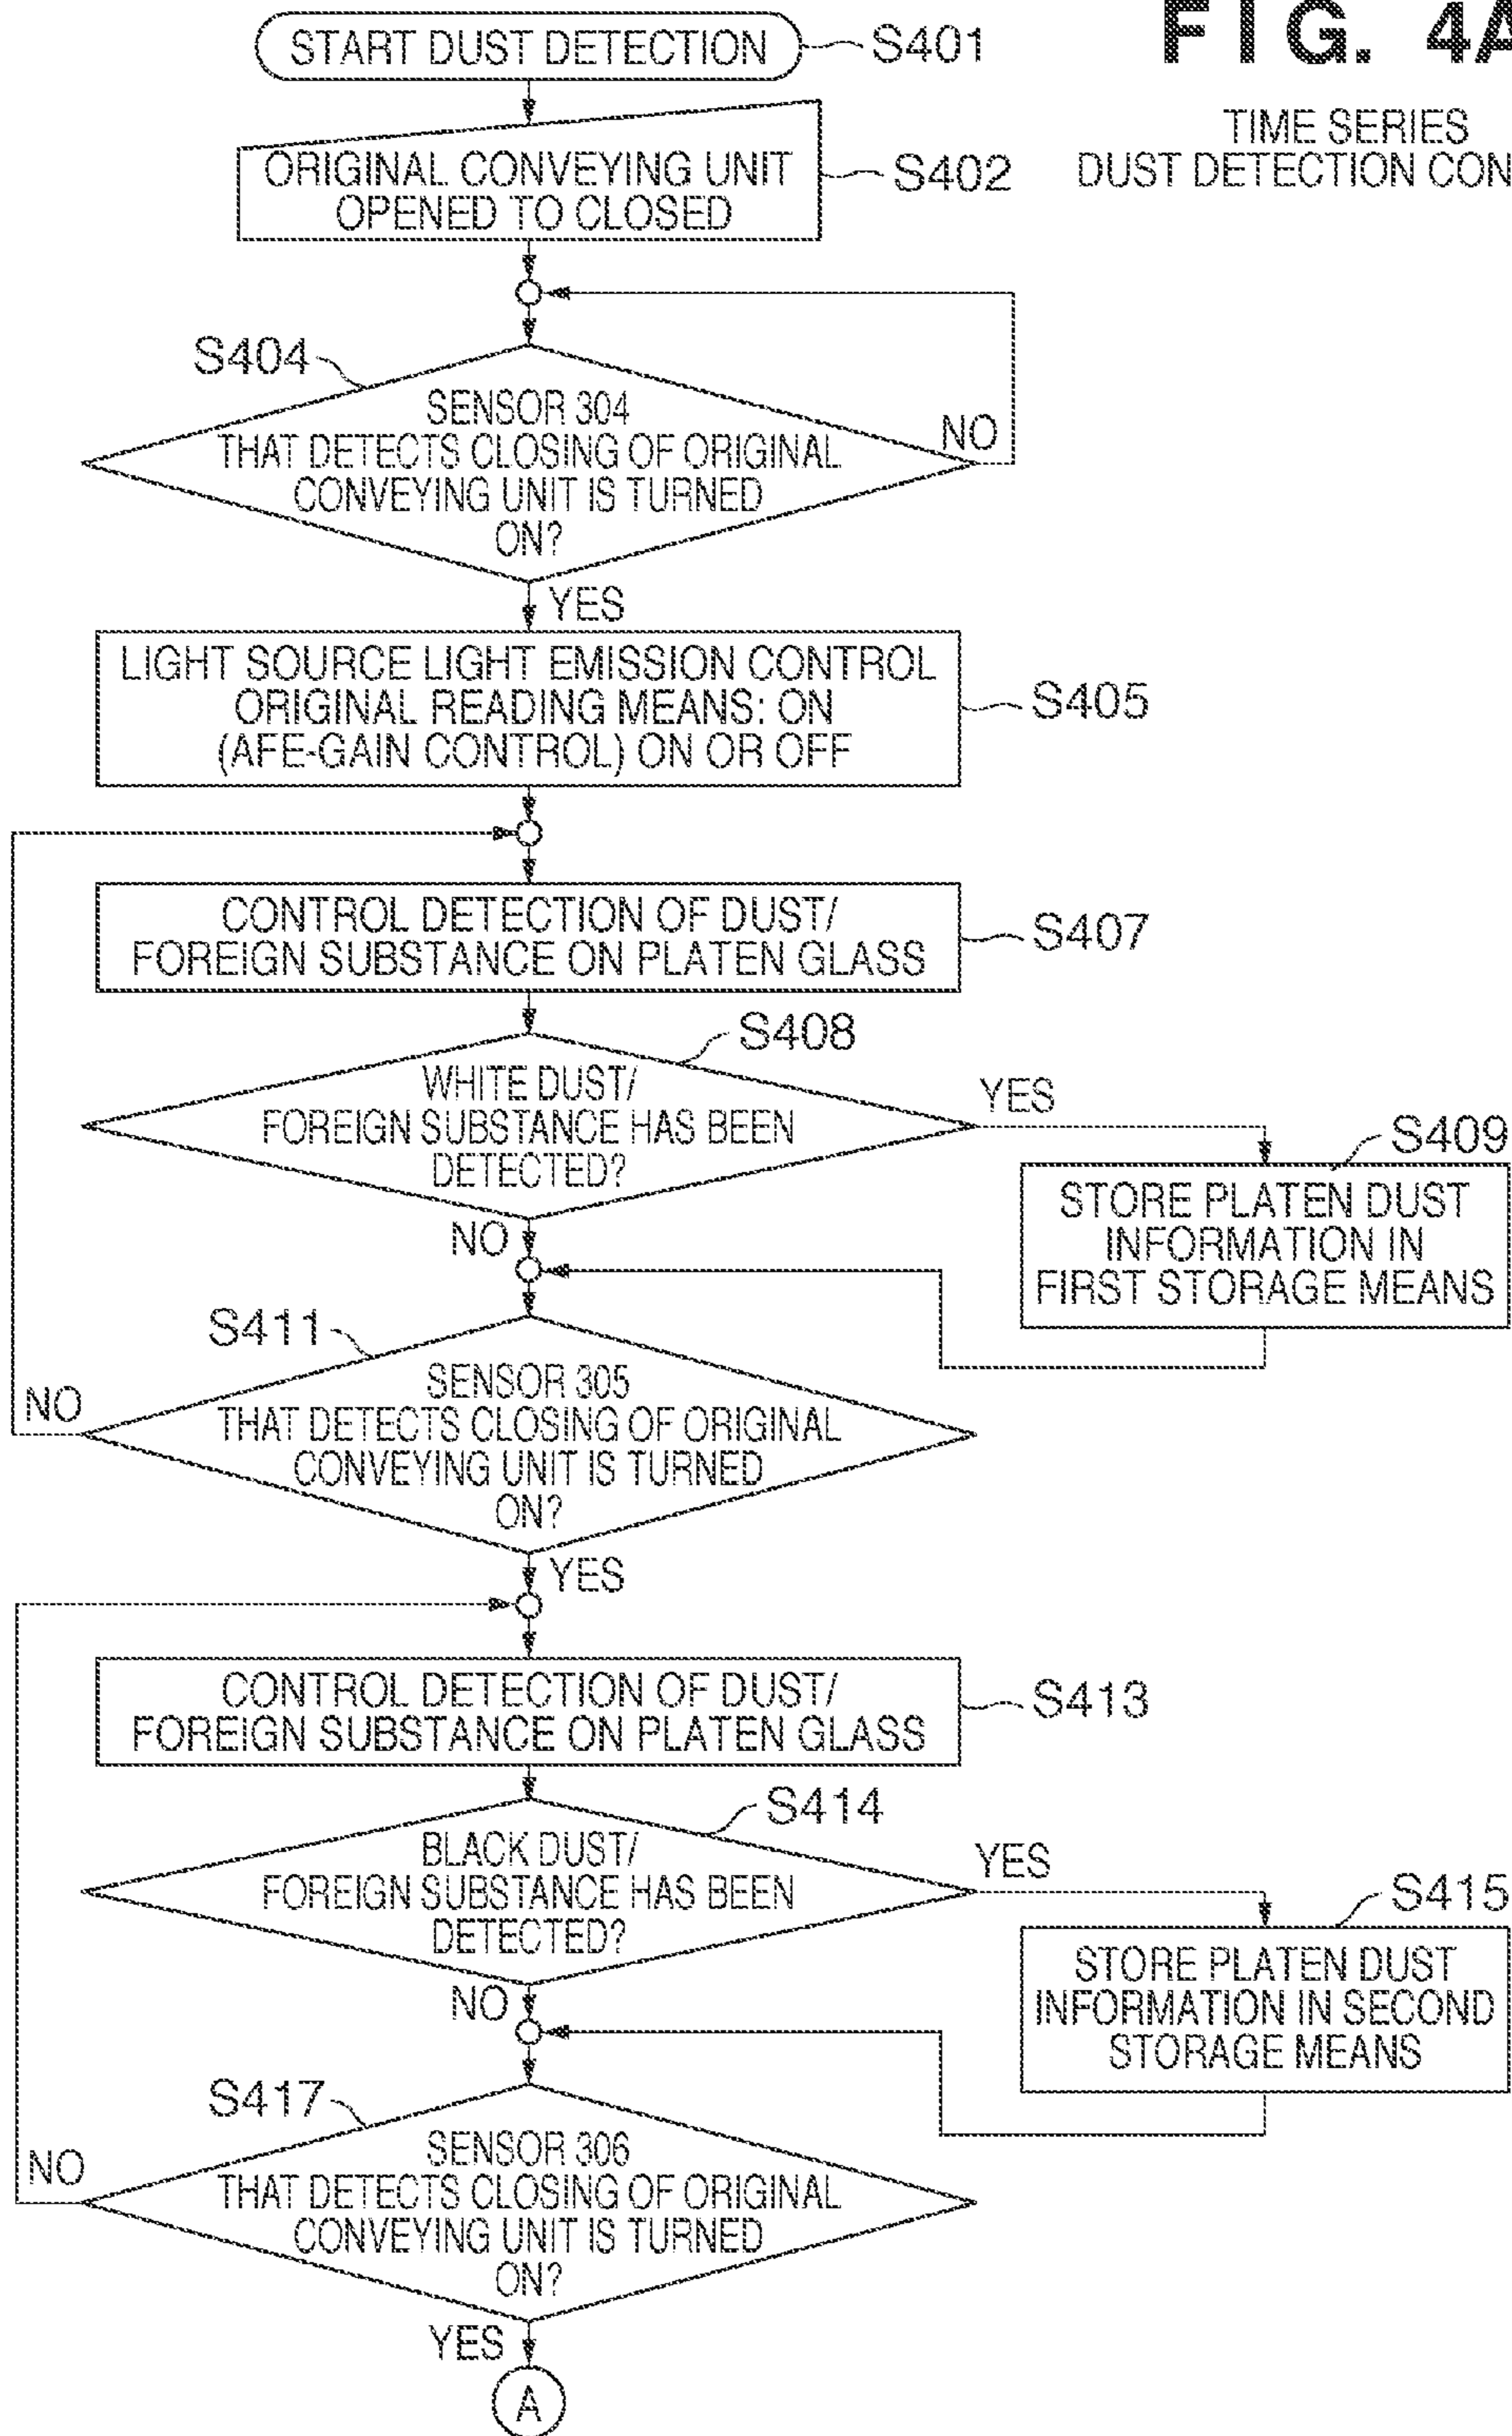 FIG. 4A
TIME SERIES
DUST DETECTION CON
START DUST DETECTION
S401
ORIGINAL CONVEYING UNIT
OPENED TO CLOSED
S402
S404
SENSOR 304
THAT DETECTS CLOSING OF ORIGINAL
CONVEYING UNIT IS TURNED
ON?
NO
YES
LIGHT SOURCE LIGHT EMISSION CONTROL
ORIGINAL READING MEANS: ON
(AFE-GAIN CONTROL) ON OR OFF
S405
CONTROL DETECTION OF DUST/
FOREIGN SUBSTANCE ON PLATEN GLASS
S407
S408
WHITE DUST/
FOREIGN SUBSTANCE HAS BEEN
DETECTED?
YES
NO
S409
STORE PLATEN DUST
INFORMATION IN
FIRST STORAGE MEANS
S411
SENSOR 305
THAT DETECTS CLOSING OF ORIGINAL
CONVEYING UNIT IS TURNED
ON?
NO
YES
CONTROL DETECTION OF DUST/
FOREIGN SUBSTANCE ON PLATEN GLASS
S413
S414
BLACK DUST/
FOREIGN SUBSTANCE HAS BEEN
DETECTED?
YES
NO
S415
STORE PLATEN DUST
INFORMATION IN SECOND
STORAGE MEANS
S417
SENSOR 306
THAT DETECTS CLOSING OF ORIGINAL
CONVEYING UNIT IS TURNED
ON?
NO
YES
A